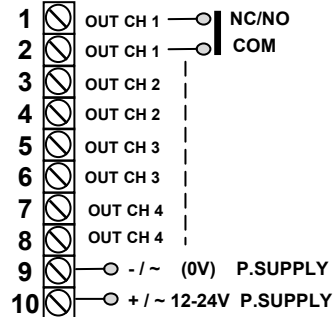 1 OUT CH 1 NC/NO
2 OUT CH 1 COM
3 OUT CH 2
4 OUT CH 2
5 OUT CH 3
6 OUT CH 3
7 OUT CH 4
8 OUT CH 4
9 - / ~ (0V) P.SUPPLY
10 + / ~ 12-24V P.SUPPLY